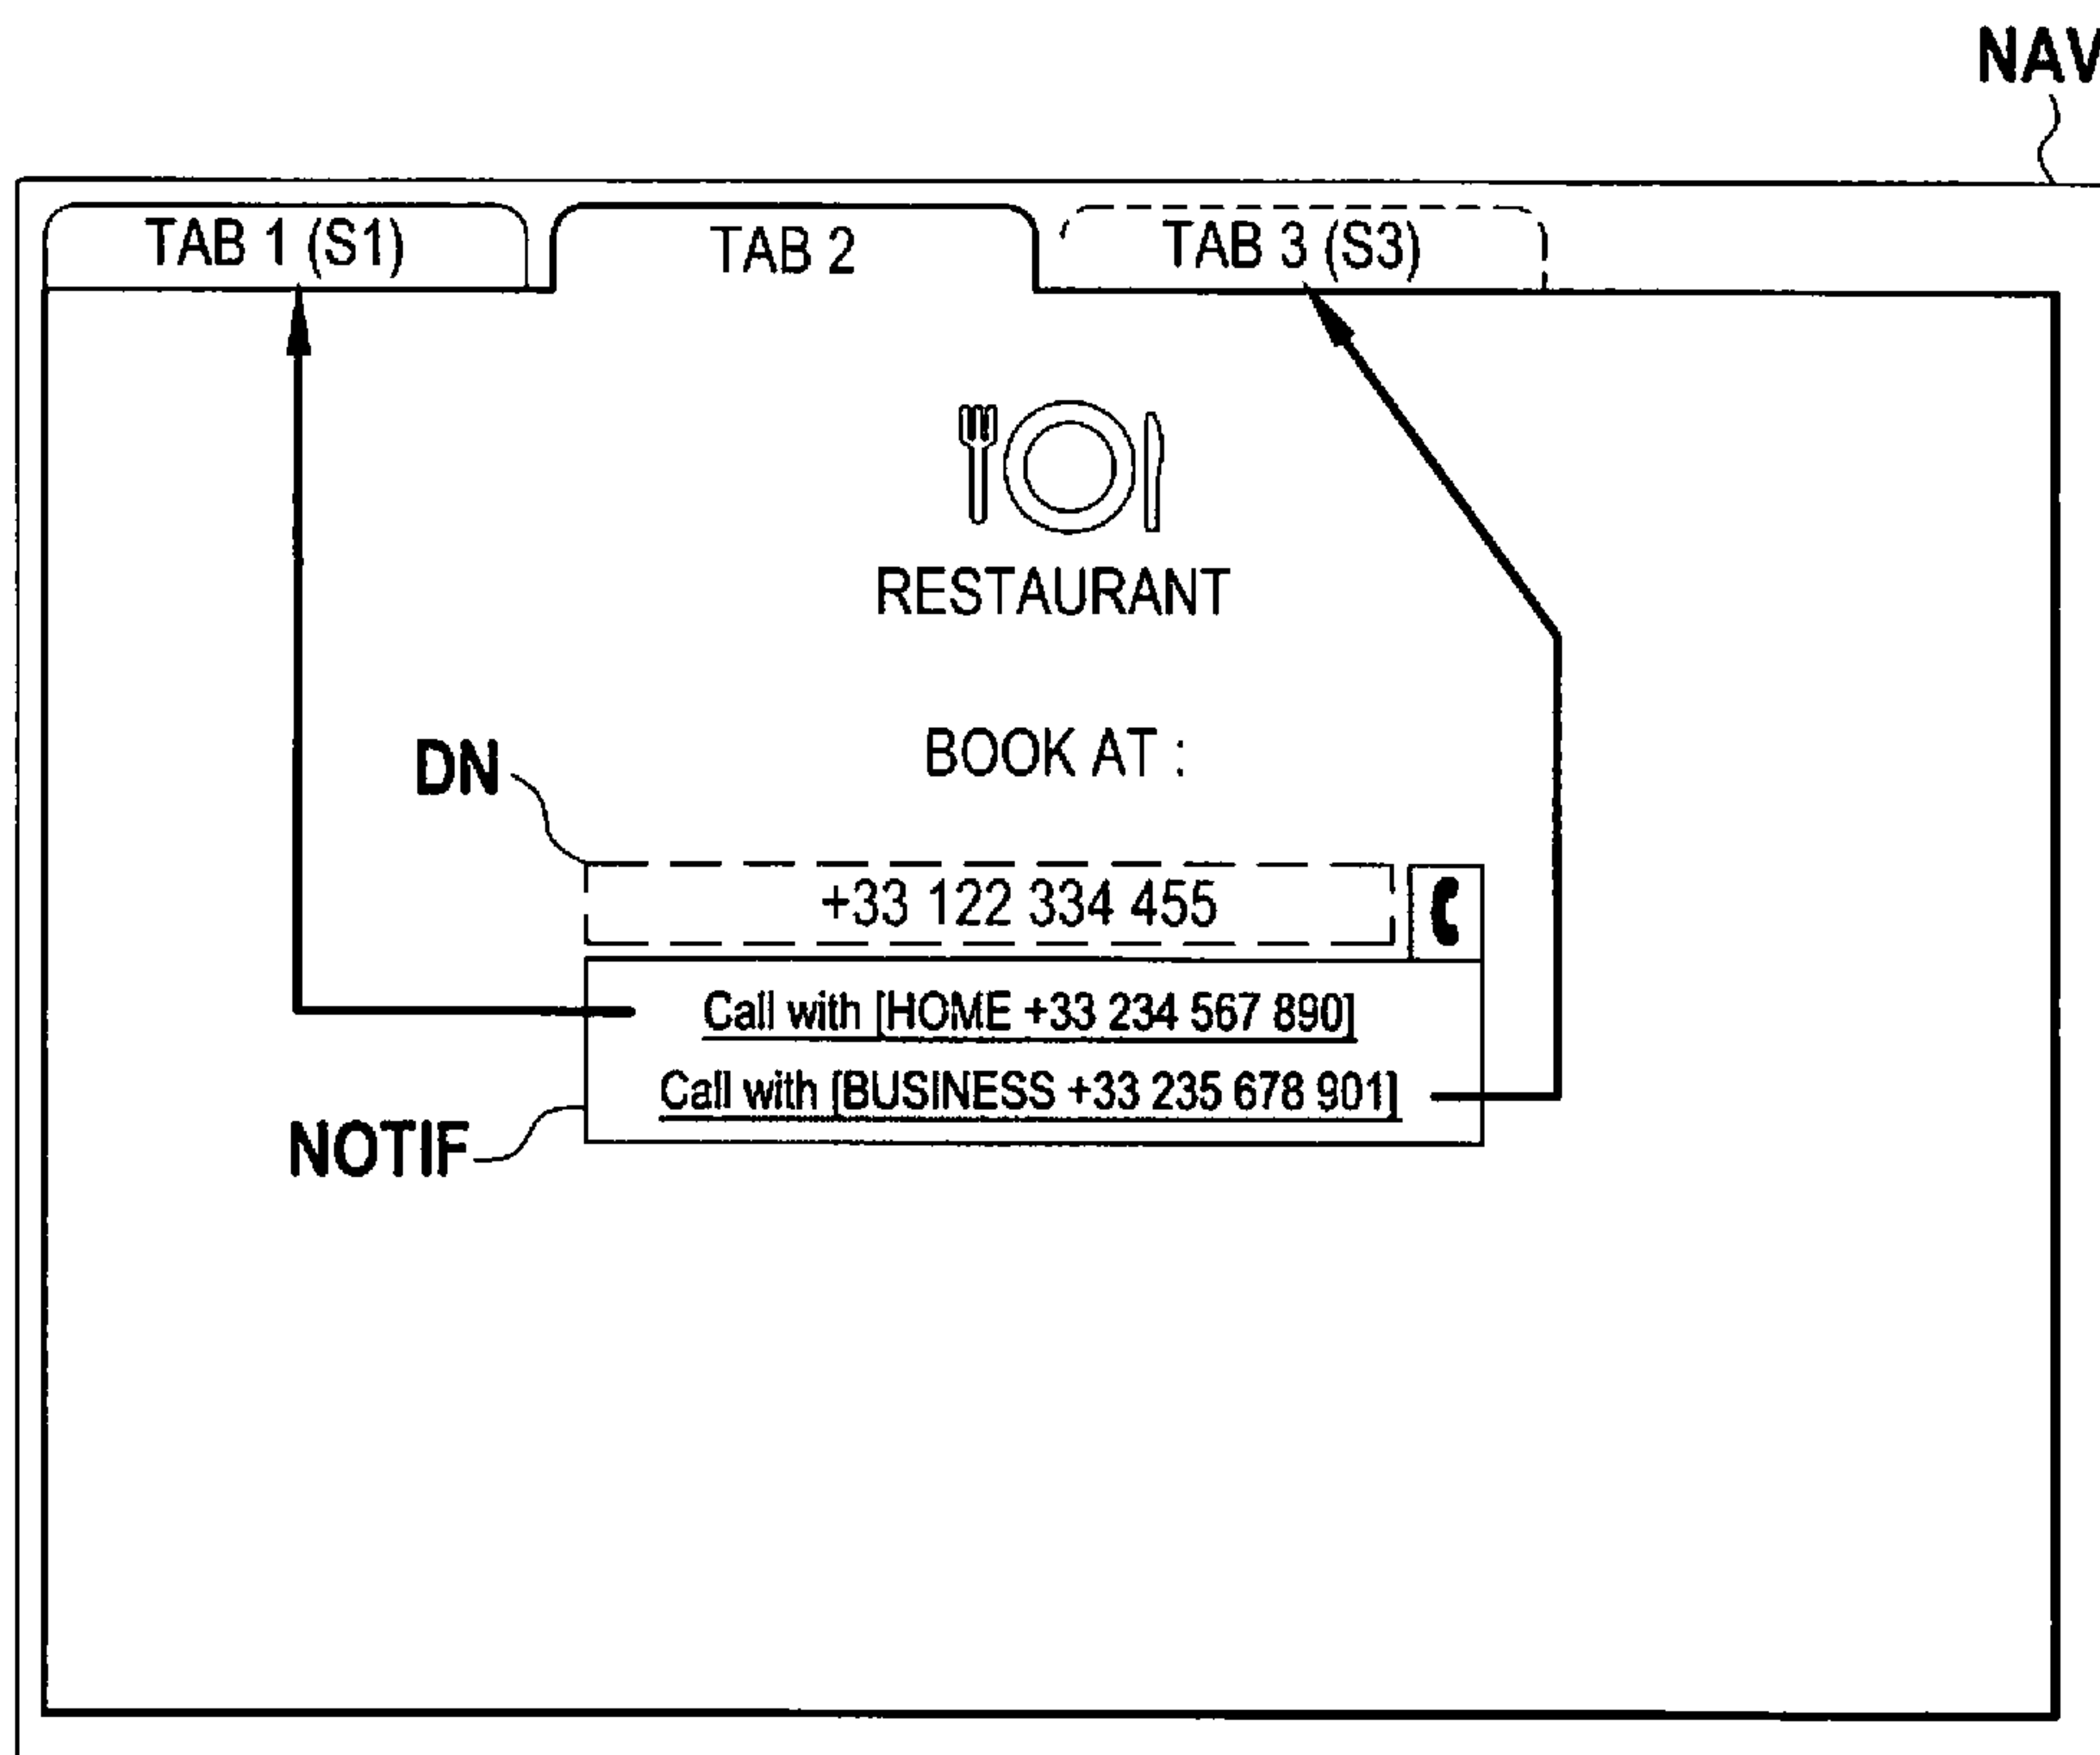 NAV
TAB 1 (S1)
TAB 2
TAB 3 (S3)
RESTAURANT
BOOK AT :
DN
+33 122 334 455
Call with [HOME +33 234 567 890]
Call with [BUSINESS +33 235 678 901]
NOTIF